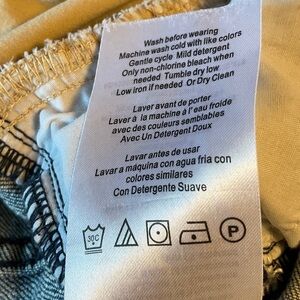 Wash before wearing
Machine wash cold with like colors
Gentle cycle Mild detergent
Only non-chlorine bleach when
needed Tumble dry low
Low iron if needed Or Dry Clean
Laver avant de porter
Laver à la machine à l'eau froide
avec des couleurs semblables
Avec Un Detergent Doux
Lavar antes de usar
Lavar a máquina con agua fria con
colores similares
Con Detergente Suave
30C P